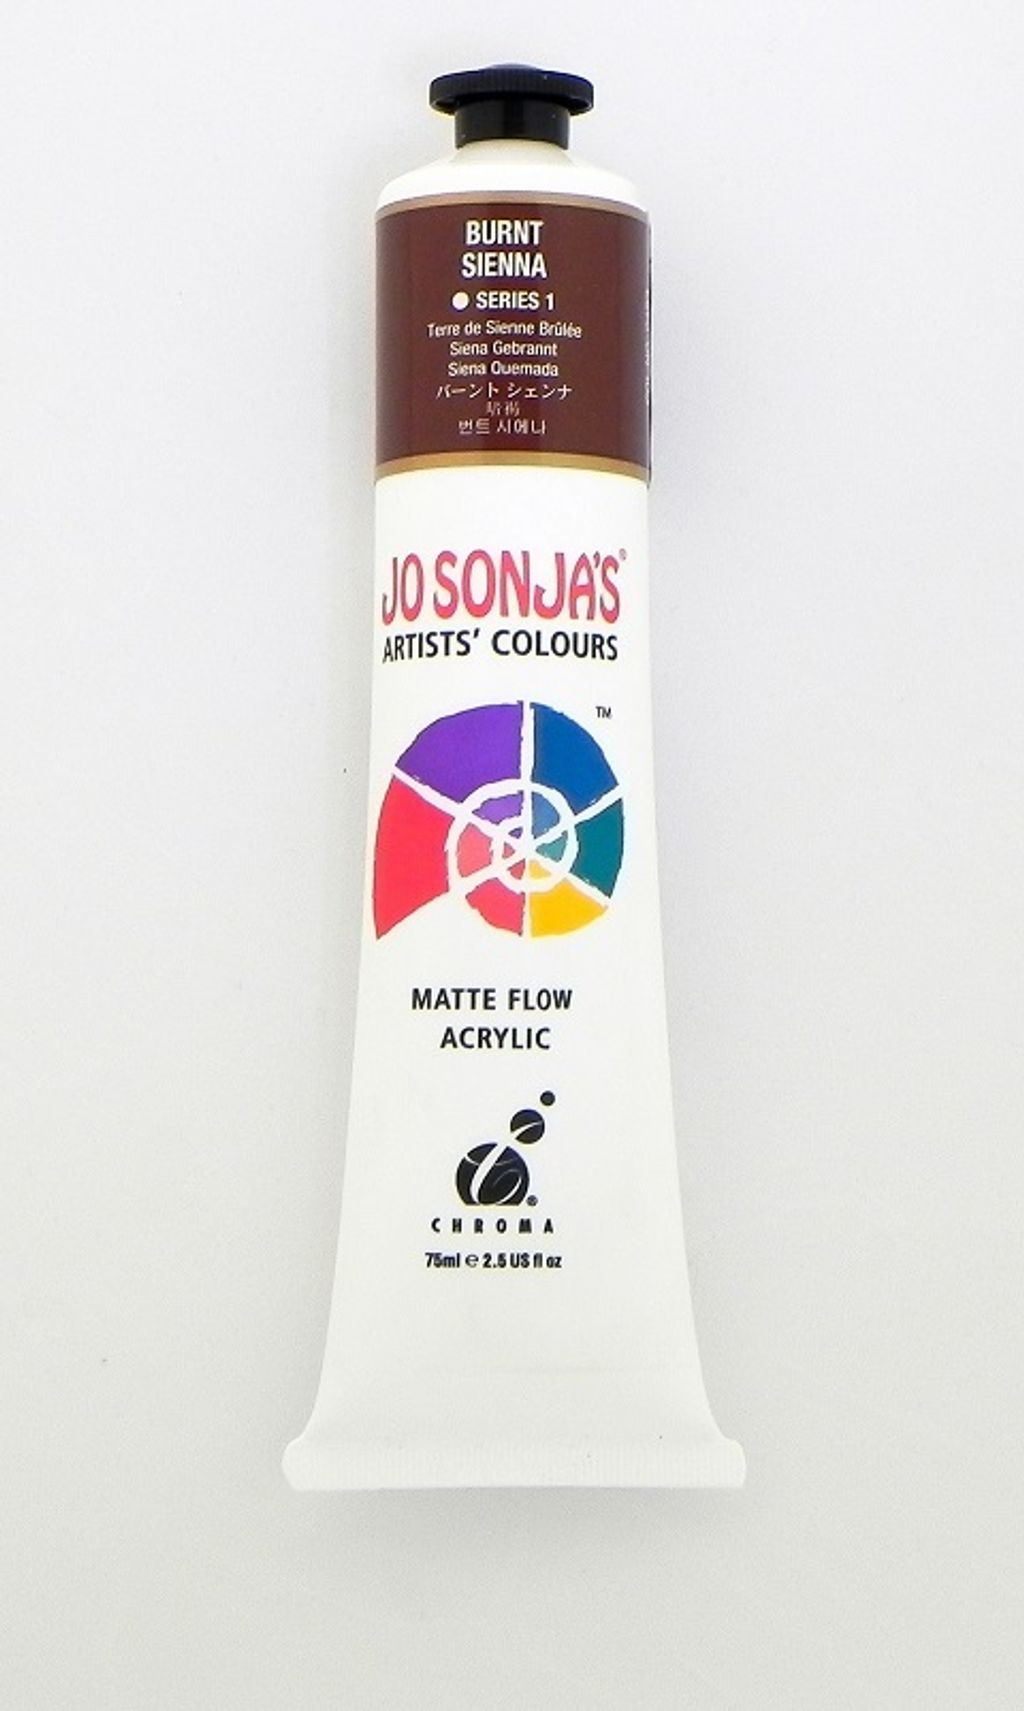 BURNT
SIENNA
SERIES 1
Terre de Sienne Brûlée
Siena Gebrannt
Siena Quemada
バーント シェンナ
번트 시에나
JO SONJA'S®
ARTISTS' COLOURS
TM
MATTE FLOW
ACRYLIC
®
CHROMA
75ml ℮ 2.5 US fl oz